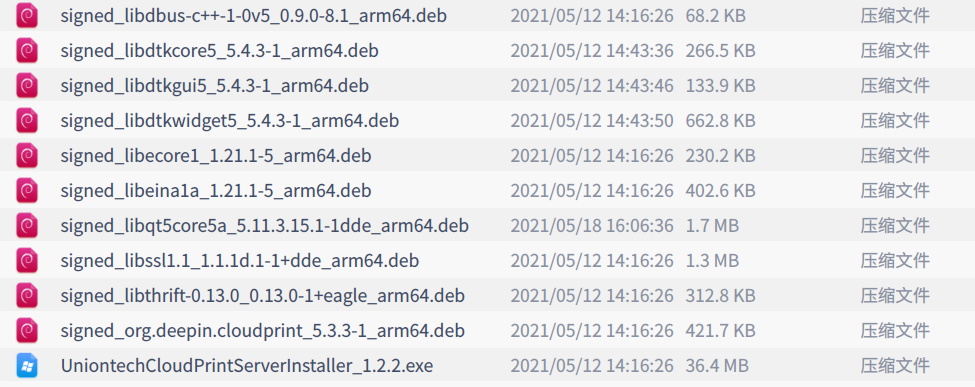 signed_libdbus-c++-1-0v5_0.9.0-8.1_arm64.deb 2021/05/12 14:16:26 68.2 KB 压缩文件
signed_libdtkcore5_5.4.3-1_arm64.deb 2021/05/12 14:43:36 266.5 KB 压缩文件
signed_libdtkgui5_5.4.3-1_arm64.deb 2021/05/12 14:43:46 133.9 KB 压缩文件
signed_libdtkwidget5_5.4.3-1_arm64.deb 2021/05/12 14:43:50 662.8 KB 压缩文件
signed_libecore1_1.21.1-5_arm64.deb 2021/05/12 14:16:26 230.2 KB 压缩文件
signed_libeina1a_1.21.1-5_arm64.deb 2021/05/12 14:16:26 402.6 KB 压缩文件
signed_libqt5core5a_5.11.3.15.1-1dde_arm64.deb 2021/05/18 16:06:36 1.7 MB 压缩文件
signed_libssl1.1_1.1.1d.1-1+dde_arm64.deb 2021/05/12 14:16:26 1.3 MB 压缩文件
signed_libthrift-0.13.0_0.13.0-1+eagle_arm64.deb 2021/05/12 14:16:26 312.8 KB 压缩文件
signed_org.deepin.cloudprint_5.3.3-1_arm64.deb 2021/05/12 14:16:26 421.7 KB 压缩文件
UniontechCloudPrintServerInstaller_1.2.2.exe 2021/05/12 14:16:26 36.4 MB 压缩文件